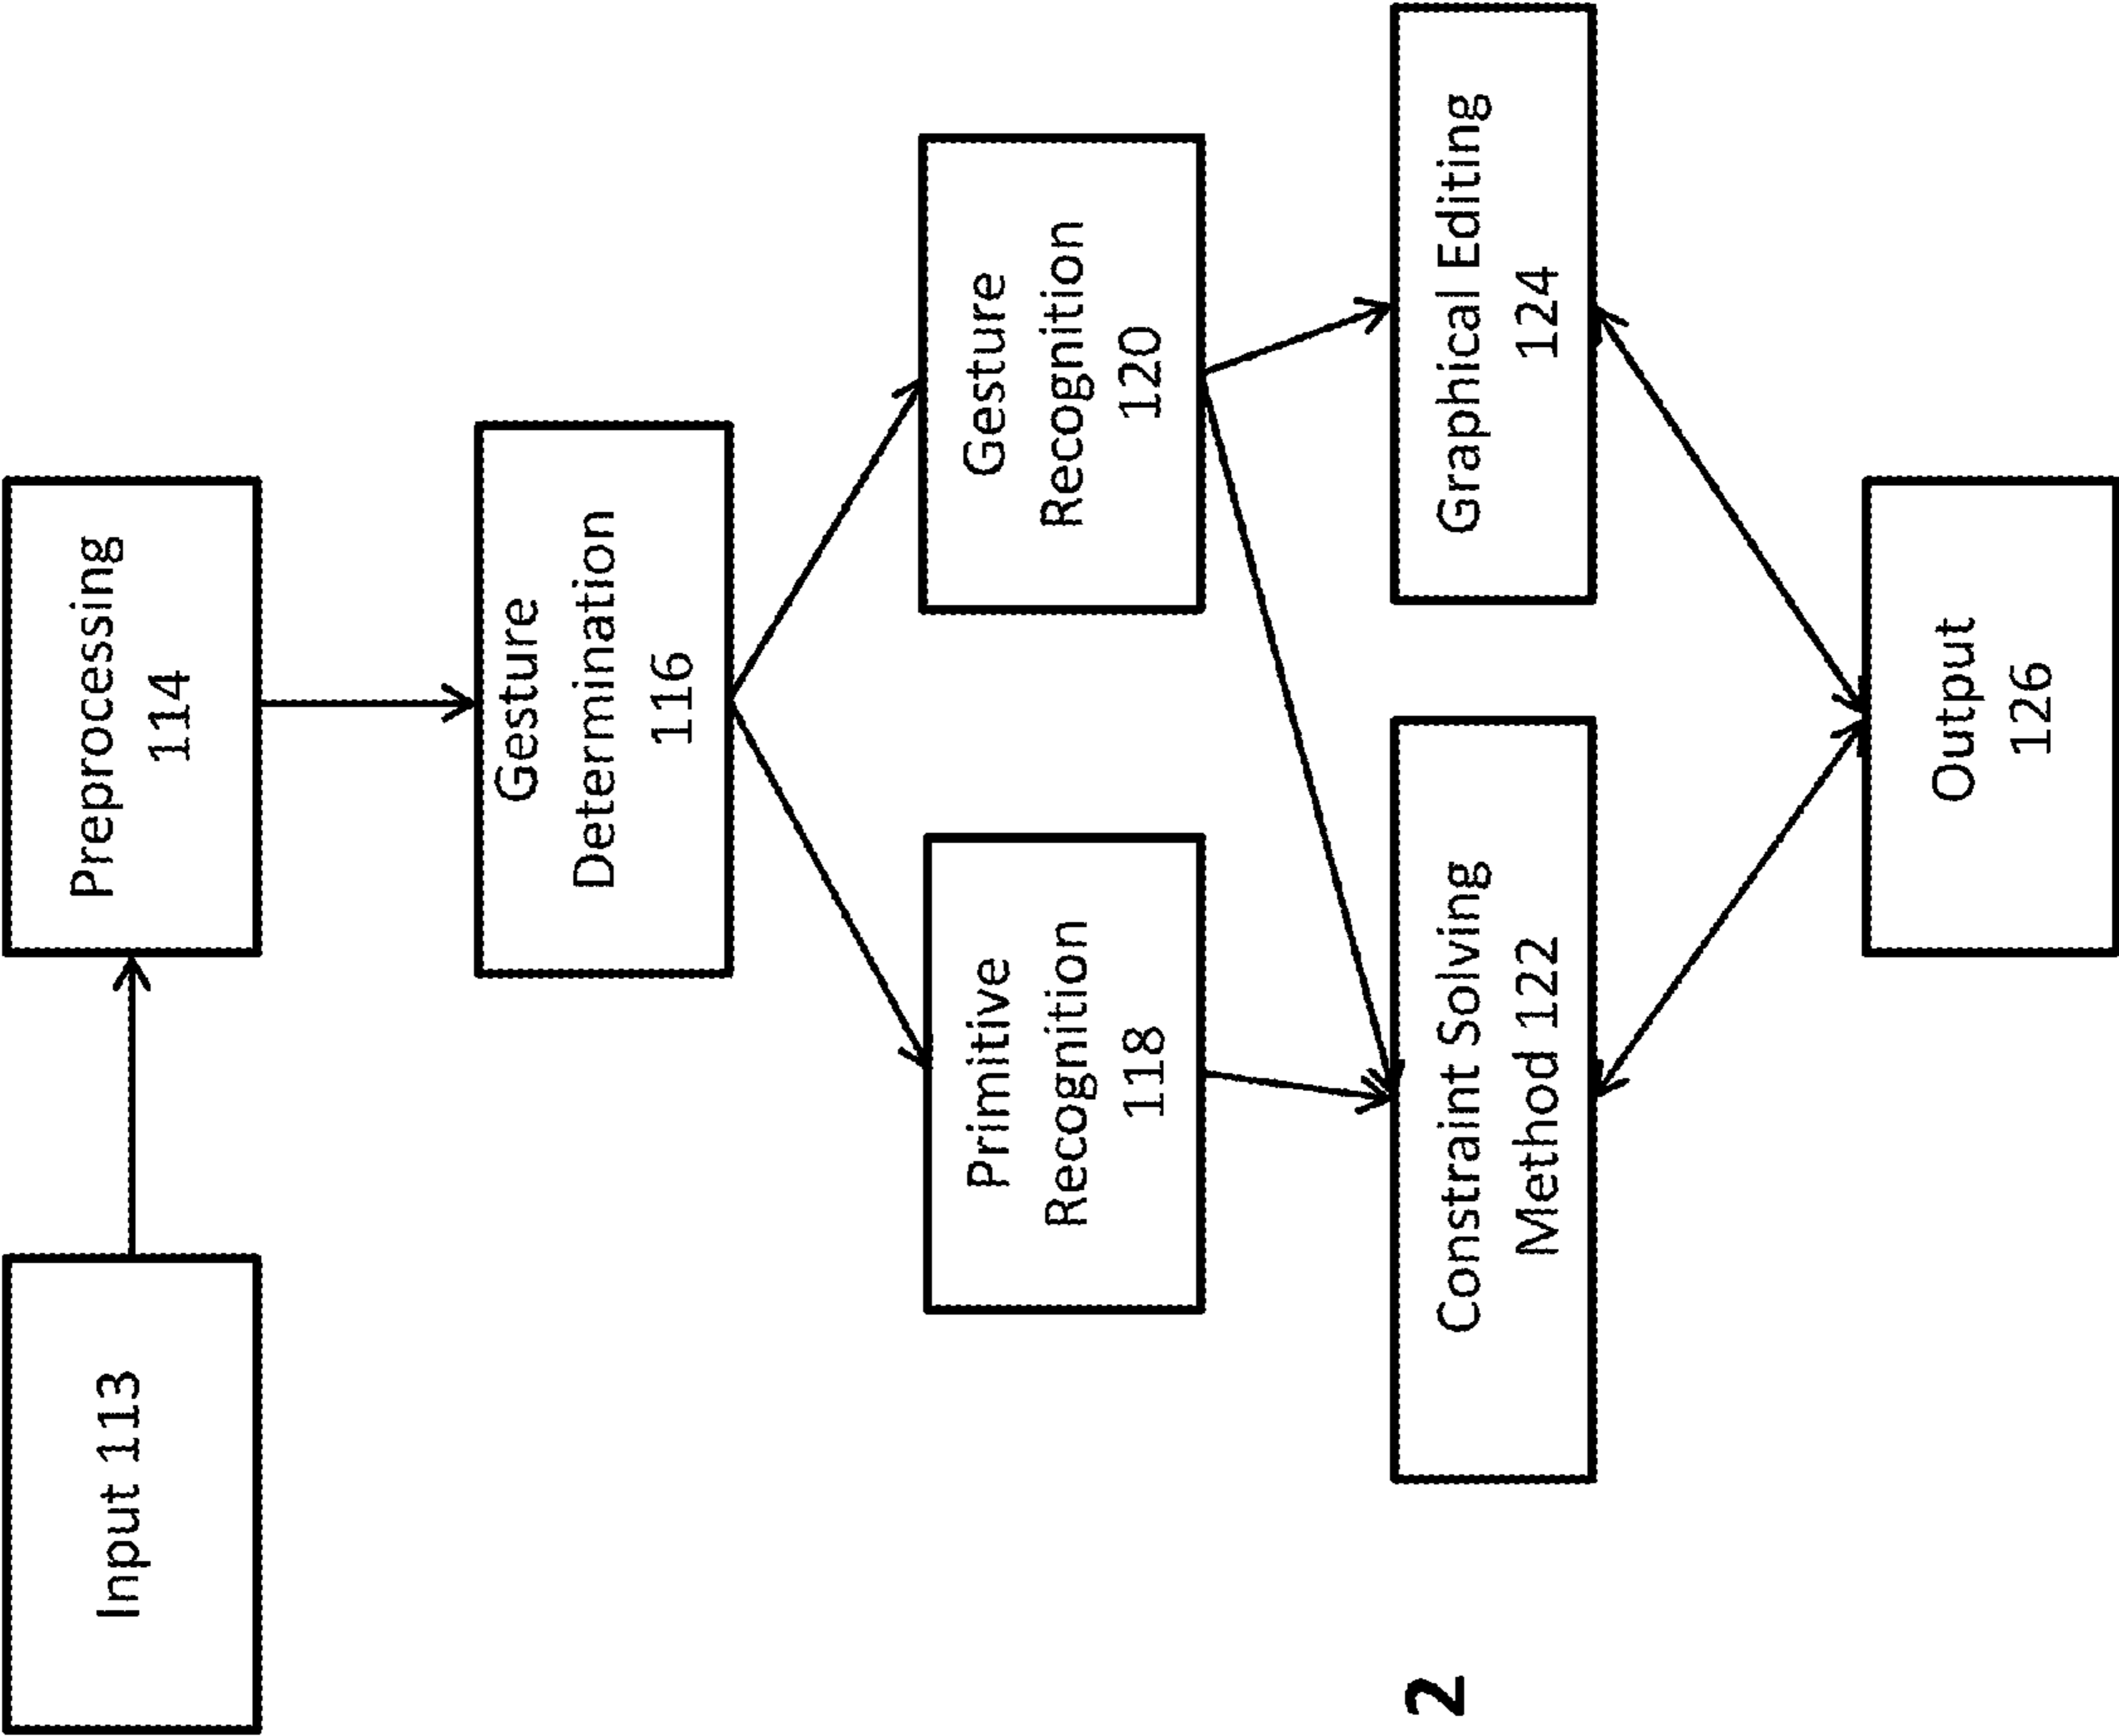 Input 113
Preprocessing
114
Gesture
Determination
116
Primitive
Recognition
118
Gesture
Recognition
120
Constraint Solving
Method 122
Graphical Editing
124
Output
126
2